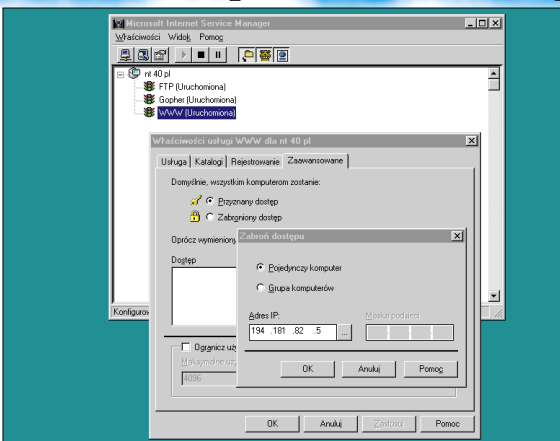 Microsoft Internet Service Manager
Właściwości Widok Pomoc
nt 40 pl
FTP (Uruchomiona)
Gopher (Uruchomiona)
WWW (Uruchomiona)
Właściwości usługi WWW dla nt 40 pl
Usługa Katalogi Rejestrowanie Zaawansowane
Domyślnie, wszystkim komputerom zostanie:
Przyznany dostęp
Zabroniony dostęp
Oprócz
Dostęp
Zabroń dostępu
Pojedynczy komputer
Grupa komputerów
Adres IP: Maska podsieci:
194 .181 .82 .5 ...
OK Anuluj Pomoc
Ogranicz
4096
OK Anuluj Zastosuj Pomoc